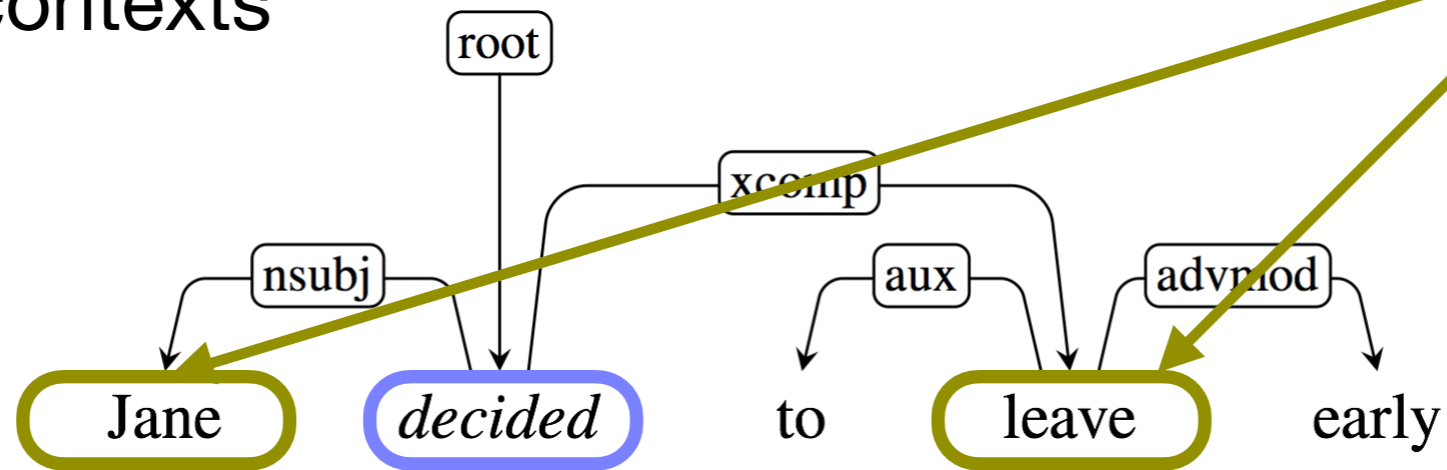 contexts
root
xcomp
nsubj aux advmod
Jane decided to leave early